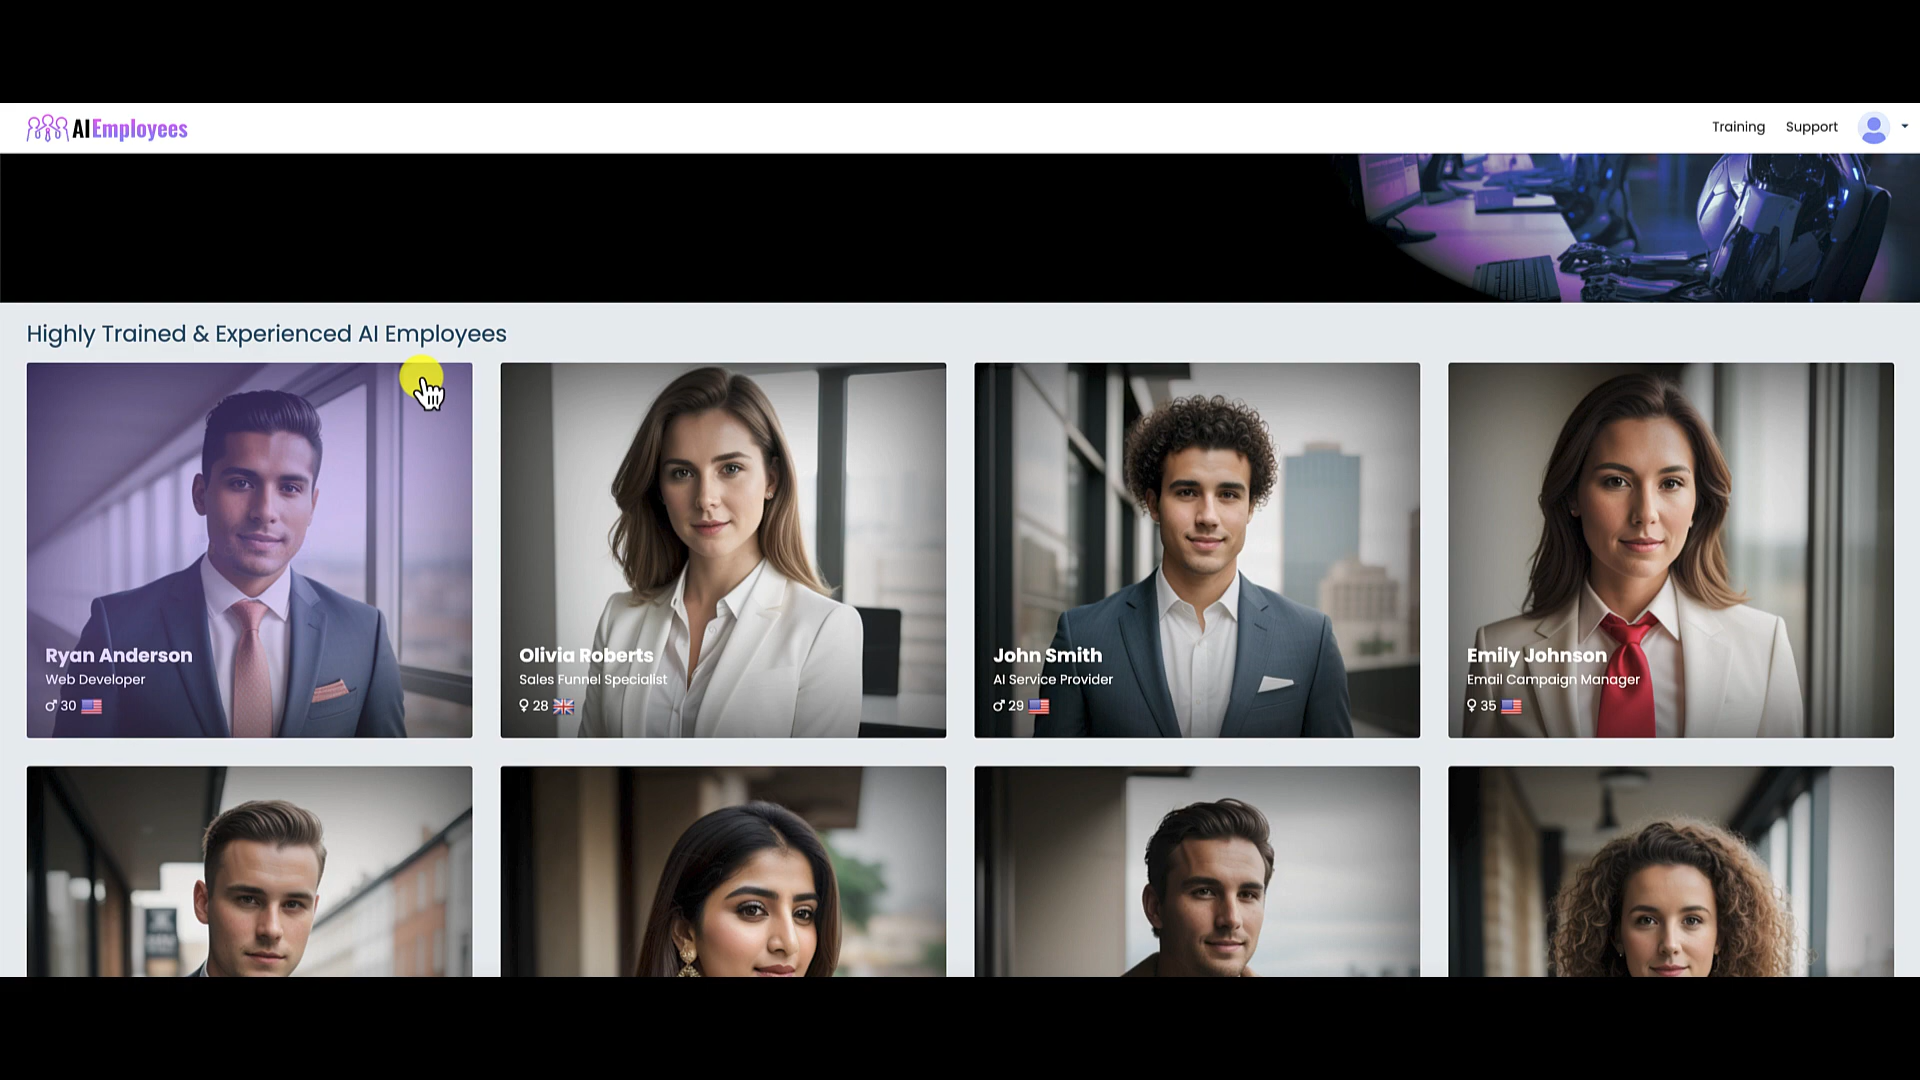 AIEmployees
Training
Support
Highly Trained & Experienced AI Employees
Ryan Anderson
Web Developer
♂ 30
Olivia Roberts
Sales Funnel Specialist
♀ 28
John Smith
AI Service Provider
♂ 29
Emily Johnson
Email Campaign Manager
♀ 35